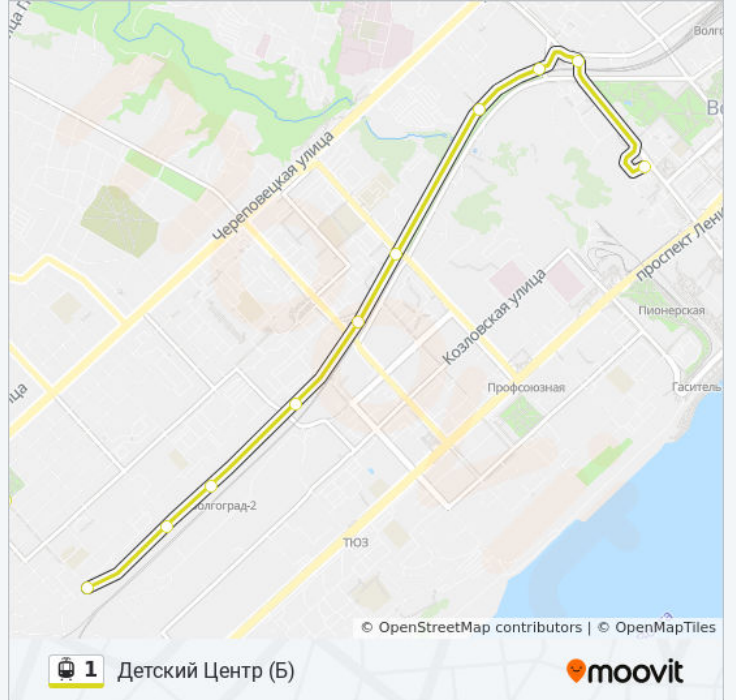 Волго
Во
Череповецкая улица
проспект Лени
Козловская улица
Пионерская
Профсоюзная
Гаситель
ица
олгоград-2
ТЮЗ
© OpenStreetMap contributors | © OpenMapTiles
1 Детский Центр (Б)
moovit